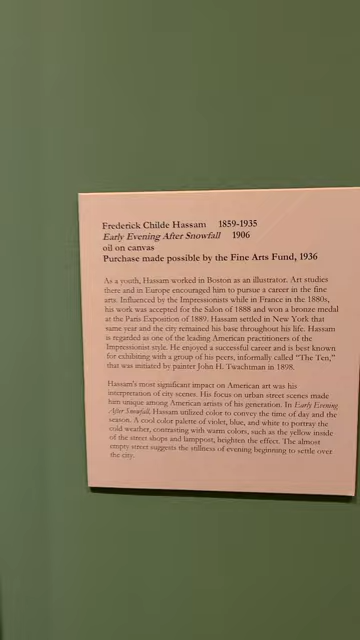 Frederick Childe Hassam 1859-1935
Early Evening After Snowfall 1906
oil on canvas
Purchase made possible by the Fine Arts Fund, 1936
As a youth, Hassam worked in Boston as an illustrator. Art studies
there and in Europe encouraged him to pursue a career in the fine
arts. Influenced by the Impressionists while in France in the 1880s,
his work was accepted for the Salon of 1888 and won a bronze medal
at the Paris Exposition of 1889. Hassam settled in New York that
same year and the city remained his base throughout his life. Hassam
is regarded as one of the leading American practitioners of the
Impressionist style. He enjoyed a successful career and is best known
for exhibiting with a group of his peers, informally called "The Ten,"
that was initiated by painter John H. Twachtman in 1898.
Hassam's most significant impact on American art was his
interpretation of city scenes. His focus on urban street scenes made
him unique among American artists of his generation. In Early Evening
After Snowfall, Hassam utilized color to convey the time of day and the
season. A cool color palette of violet, blue, and white to portray the
cold weather, contrasting with warm colors, such as the yellow inside
of the street shops and lamppost, heighten the effect. The almost
empty street suggests the stillness of evening beginning to settle over
the city.